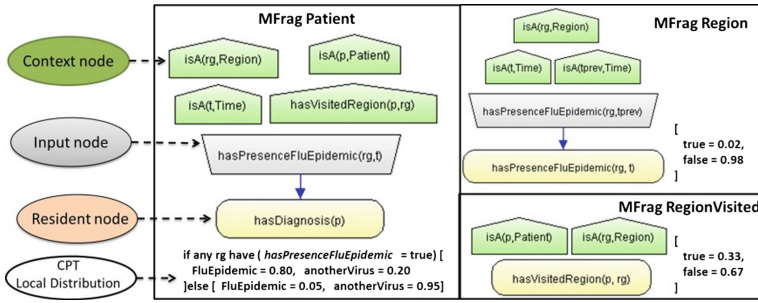 Context node
Input node
Resident node
CPT
Local Distribution
MFrag Patient
isA(rg,Region)
isA(p,Patient)
isA(t,Time)
hasVisitedRegion(p,rg)
hasPresenceFluEpidemic(rg,t)
hasDiagnosis(p)
if any rg have ( hasPresenceFluEpidemic = true) [
FluEpidemic = 0.80, anotherVirus = 0.20
]else [ FluEpidemic = 0.05, anotherVirus = 0.95]
MFrag Region
isA(rg,Region)
isA(t,Time)
isA(tprev,Time)
hasPresenceFluEpidemic(rg,tprev)
hasPresenceFluEpidemic(rg, t)
[
true = 0.02,
false = 0.98
]
MFrag RegionVisited
isA(p,Patient)
isA(rg,Region)
hasVisitedRegion(p, rg)
[
true = 0.33,
false = 0.67
]